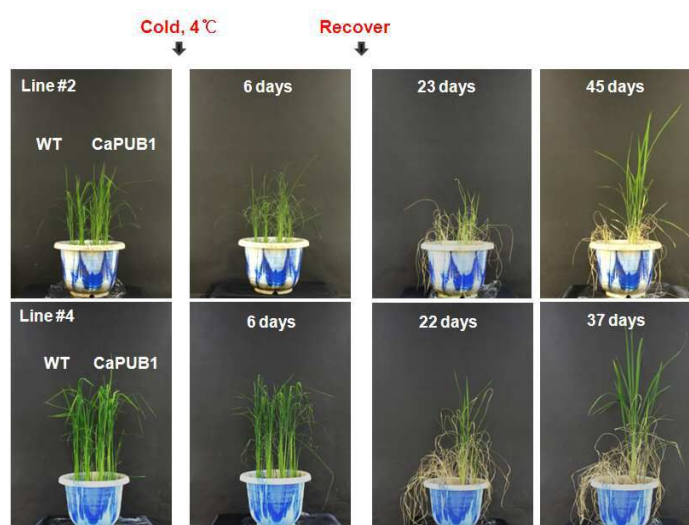 Cold, 4℃
Recover
Line #2
6 days
23 days
45 days
WT
CaPUB1
Line #4
6 days
22 days
37 days
WT
CaPUB1